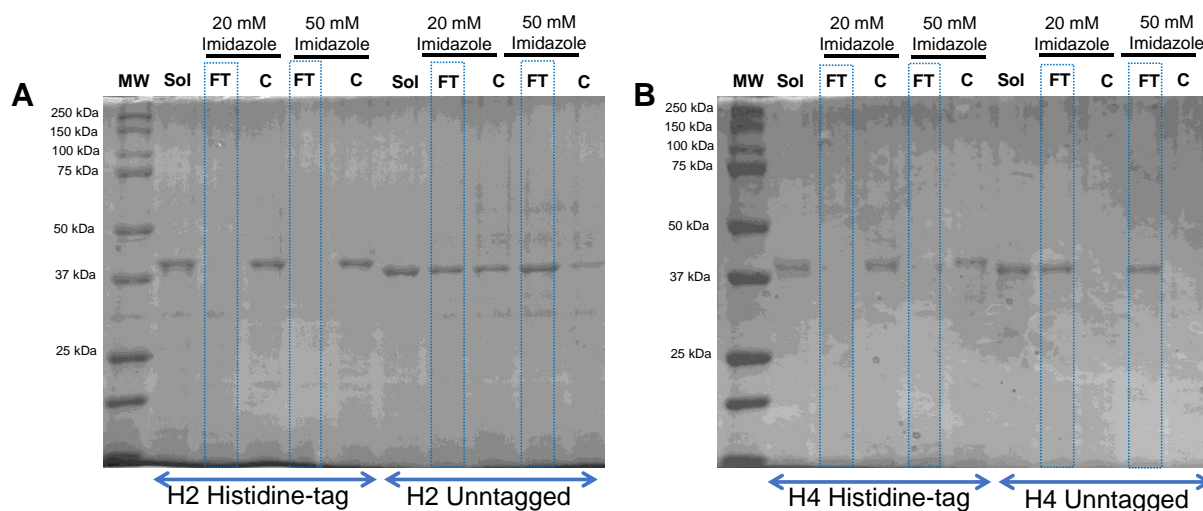 20 mM 50 mM 20 mM 50 mM
Imidazole Imidazole Imidazole Imidazole
A MW Sol FT C FT C Sol FT C FT C
250 kDa
150 kDa
100 kDa
75 kDa
50 kDa
37 kDa
25 kDa
H2 Histidine-tag H2 Unntagged
20 mM 50 mM 20 mM 50 mM
Imidazole Imidazole Imidazole Imidazole
B MW Sol FT C FT C Sol FT C FT C
250 kDa
150 kDa
100 kDa
75 kDa
50 kDa
37 kDa
25 kDa
H4 Histidine-tag H4 Unntagged